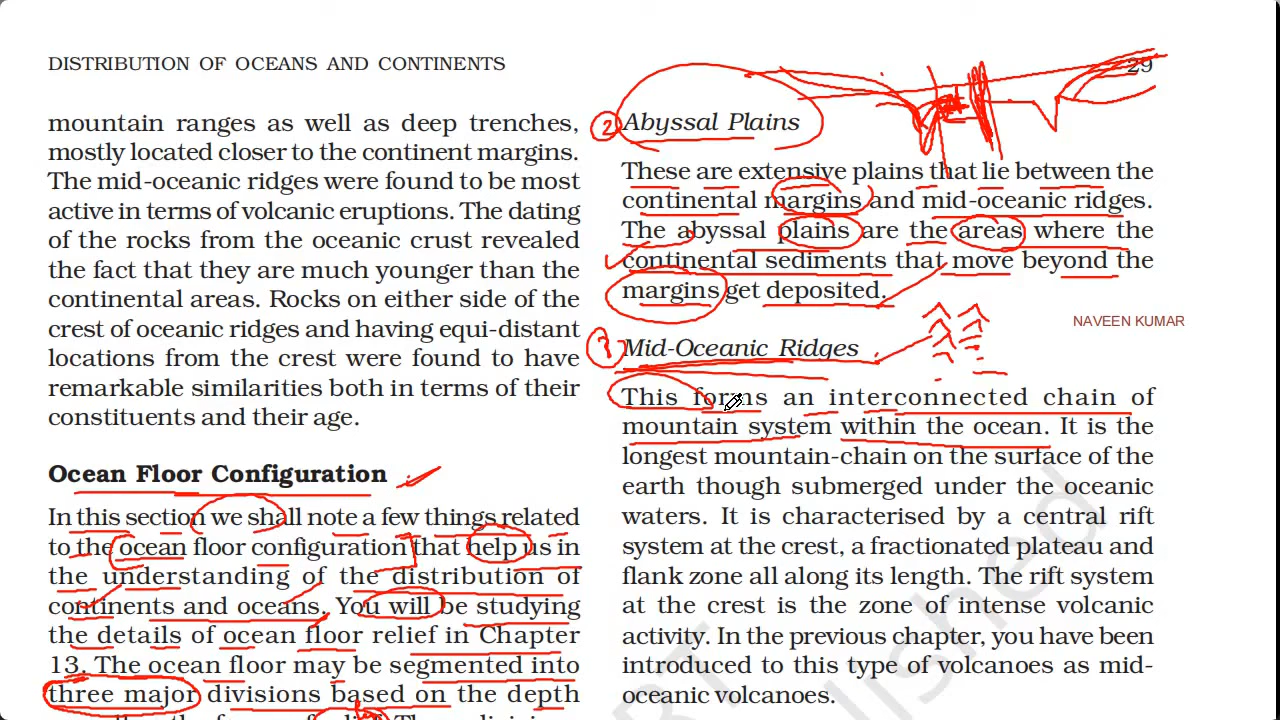 DISTRIBUTION OF OCEANS AND CONTINENTS
29
mountain ranges as well as deep trenches,
mostly located closer to the continent margins.
The mid-oceanic ridges were found to be most
active in terms of volcanic eruptions. The dating
of the rocks from the oceanic crust revealed
the fact that they are much younger than the
continental areas. Rocks on either side of the
crest of oceanic ridges and having equi-distant
locations from the crest were found to have
remarkable similarities both in terms of their
constituents and their age.
Ocean Floor Configuration
In this section we shall note a few things related
to the ocean floor configuration that help us in
the understanding of the distribution of
continents and oceans. You will be studying
the details of ocean floor relief in Chapter
13. The ocean floor may be segmented into
three major divisions based on the depth
2 Abyssal Plains
These are extensive plains that lie between the
continental margins and mid-oceanic ridges.
The abyssal plains are the areas where the
continental sediments that move beyond the
margins get deposited.
NAVEEN KUMAR
3 Mid-Oceanic Ridges
This forms an interconnected chain of
mountain system within the ocean. It is the
longest mountain-chain on the surface of the
earth though submerged under the oceanic
waters. It is characterised by a central rift
system at the crest, a fractionated plateau and
flank zone all along its length. The rift system
at the crest is the zone of intense volcanic
activity. In the previous chapter, you have been
introduced to this type of volcanoes as mid-
oceanic volcanoes.